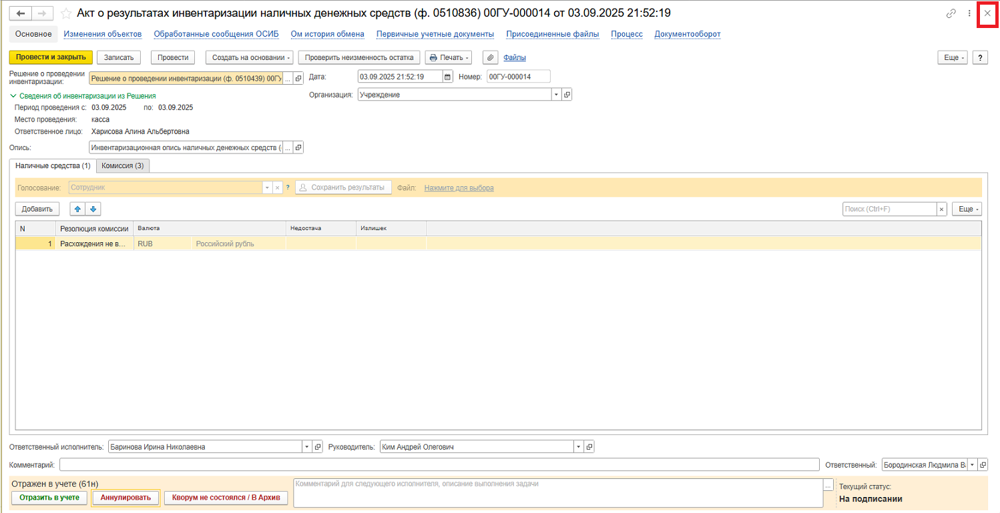 Акт о результатах инвентаризации наличных денежных средств (ф. 0510836) 00ГУ-000014 от 03.09.2025 21:52:19
Основное Изменения объектов Обработанные сообщения ОСИБ Ом история обмена Первичные учетные документы Присоединенные файлы Процесс Документооборот
Провести и закрыть Записать Провести Создать на основании Проверить неизменность остатка Печать Файлы Еще ?
Решение о проведении инвентаризации: Решение о проведении инвентаризации (ф. 0510439) 00ГУ ... Дата: 03.09.2025 21:52:19 Номер: 00ГУ-000014
Сведения об инвентаризации из Решения Организация: Учреждение
Период проведения с: 03.09.2025 по: 03.09.2025
Место проведения: касса
Ответственное лицо: Харисова Алина Альбертовна
Опись: Инвентаризационная опись наличных денежных средств ( ...
Наличные средства (1) Комиссия (3)
Голосование: Сотрудник × ? Сохранить результаты Файл: Нажмите для выбора
Добавить Поиск (Ctrl+F) × Еще
N Резолюция комиссии Валюта Недостача Излишек
1 Расхождения не в... RUB Российский рубль
Ответственный исполнитель: Баринова Ирина Николаевна Руководитель: Ким Андрей Олегович
Комментарий: Ответственный: Бородинская Людмила В
Отражен в учете (61н) Комментарий для следующего исполнителя, описание выполнения задачи ... Текущий статус:
Отразить в учете Аннулировать Кворум не состоялся / В Архив На подписании